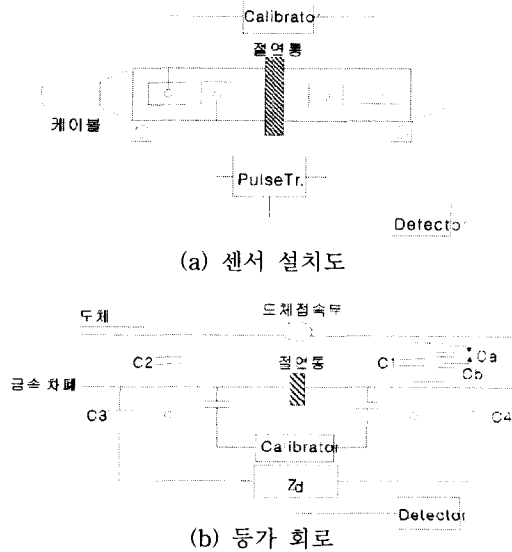 Calibrator
절연통
케이블
PulseTr.
Detector
(a) 센서 설치도
도체
도체접속부
C2
절연통
C1
Ca
Cb
금속 차폐
C3
C4
Calibrator
Zd
Detector
(b) 등가 회로